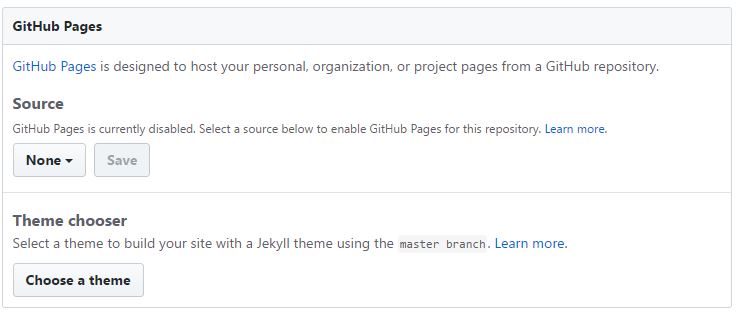 GitHub Pages
GitHub Pages is designed to host your personal, organization, or project pages from a GitHub repository.
Source
GitHub Pages is currently disabled. Select a source below to enable GitHub Pages for this repository. Learn more.
None Save
Theme chooser
Select a theme to build your site with a Jekyll theme using the master branch. Learn more.
Choose a theme